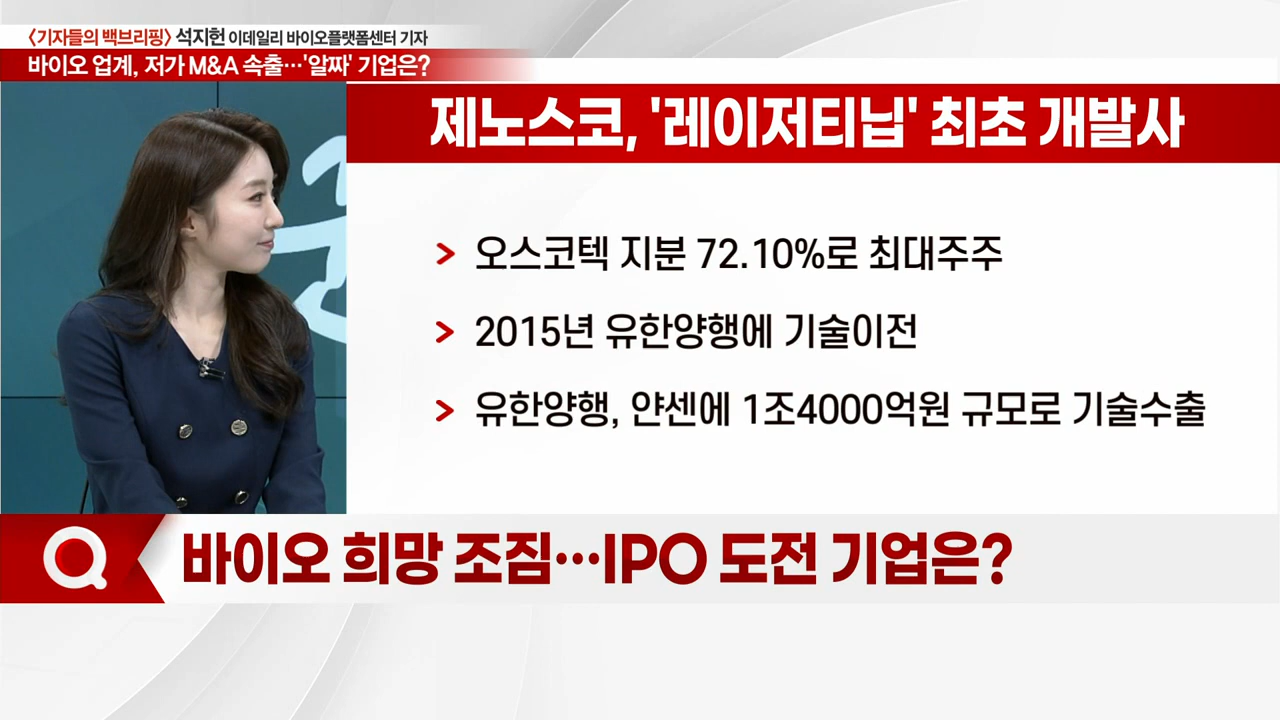 <기자들의 백브리핑> 석지헌 이데일리 바이오플랫폼센터 기자
바이오 업계, 저가 M&A 속출…'알짜' 기업은?
제노스코, '레이저티닙' 최초 개발사
> 오스코텍 지분 72.10%로 최대주주
> 2015년 유한양행에 기술이전
> 유한양행, 얀센에 1조4000억원 규모로 기술수출
Q 바이오 희망 조짐…IPO 도전 기업은?